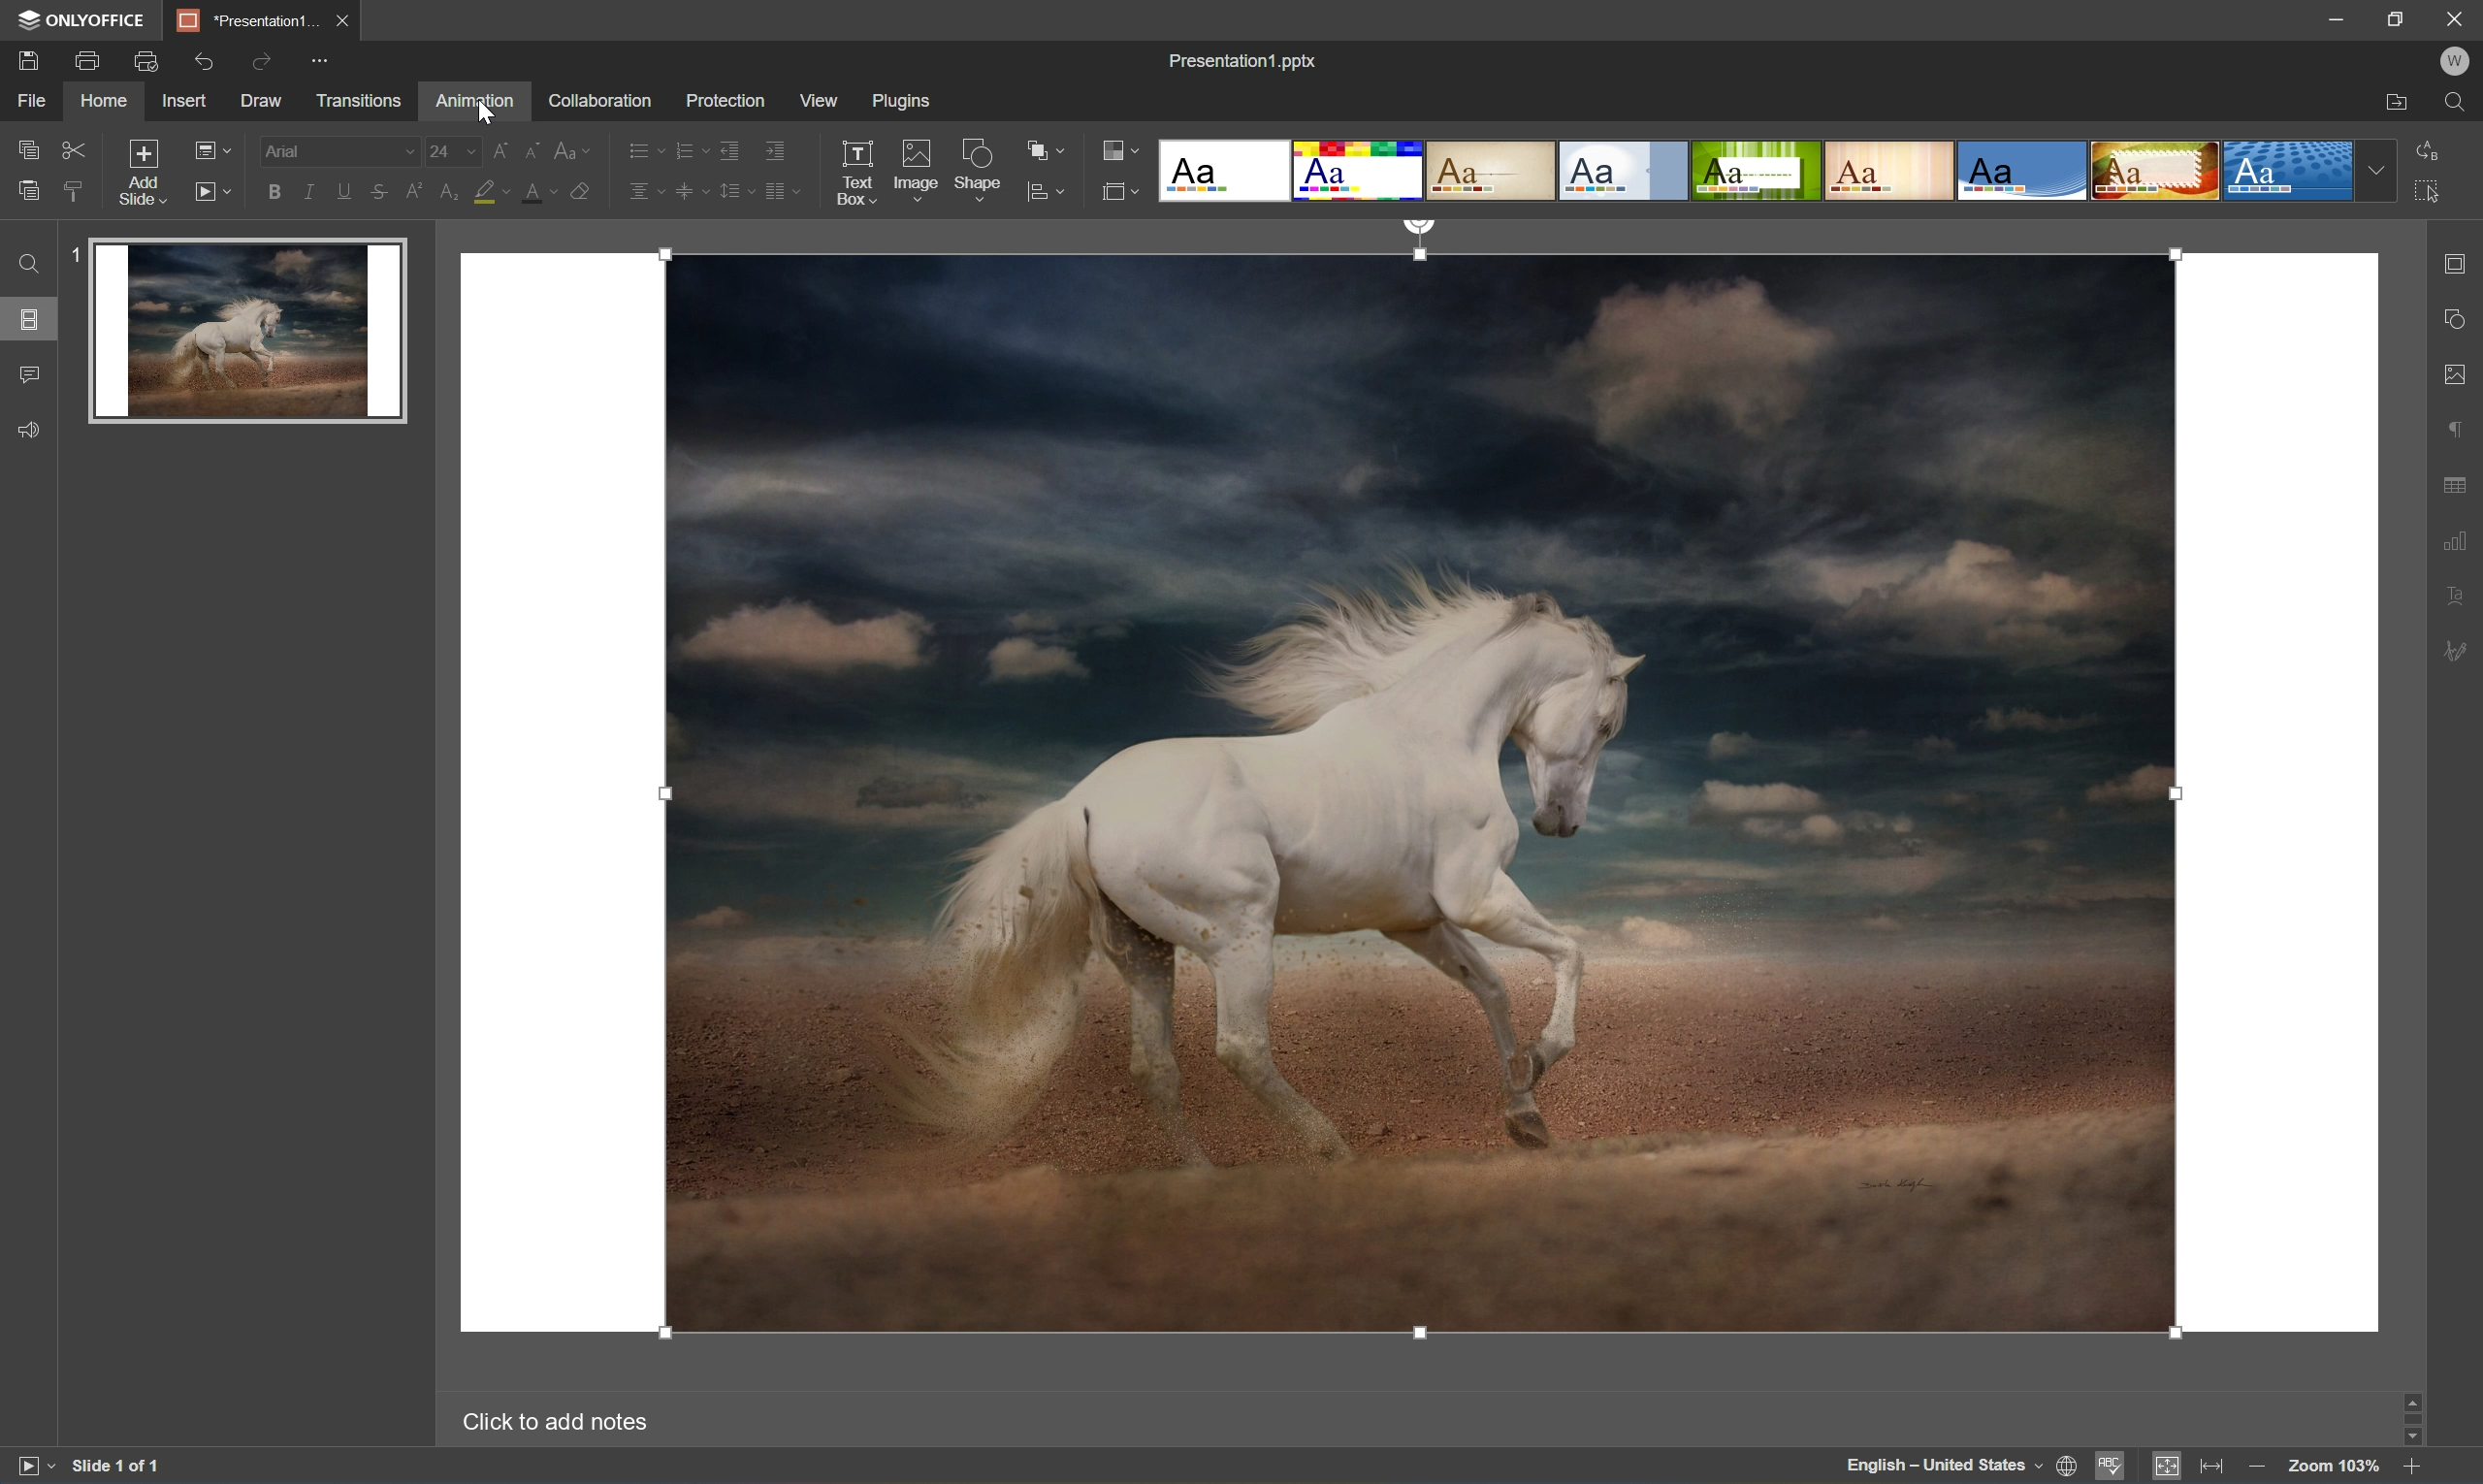 ONLYOFFICE
*Presentation1...
Presentation1.pptx
W
File
Home
Insert
Draw
Transitions
Animation
Collaboration
Protection
View
Plugins
Add Slide
Arial
24
Text Box
Image
Shape
Aa
Aa
Aa
Aa
Aa
Aa
Aa
Aa
Aa
1
Click to add notes
Slide 1 of 1
English – United States
Zoom 103%